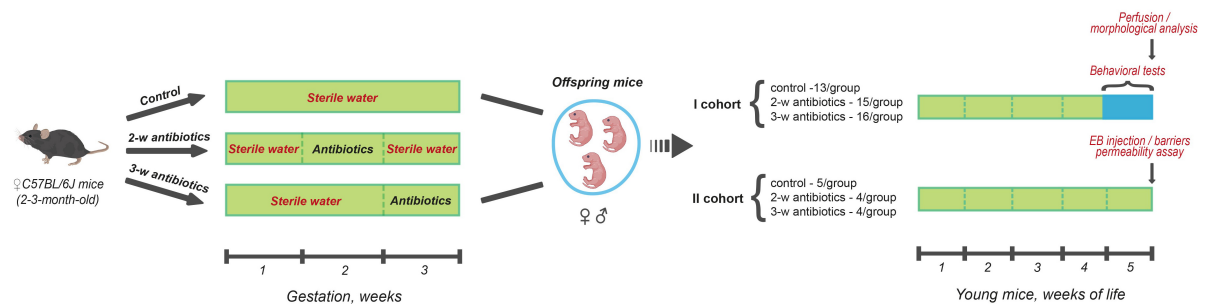 ♀C57BL/6J mice
(2-3-month-old)
Control
2-w antibiotics
3-w antibiotics
Sterile water
Sterile water Antibiotics Sterile water
Sterile water Antibiotics
1 2 3
Gestation, weeks
Offspring mice
♀♂
I cohort
control -13/group
2-w antibiotics - 15/group
3-w antibiotics - 16/group
II cohort
control - 5/group
2-w antibiotics - 4/group
3-w antibiotics - 4/group
Perfusion /
morphological analysis
Behavioral tests
EB injection / barriers
permeability assay
1 2 3 4 5
Young mice, weeks of life